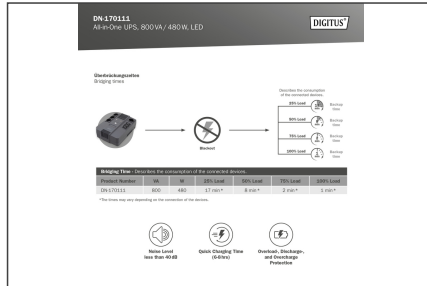 DN-170111
All-in-One UPS, 800 VA / 480 W, LED
DIGITUS®
Überbrückungszeiten
Bridging times
Describes the consumption
of the connected devices.
25% Load
Backup
time
50% Load
Backup
time
75% Load
Backup
time
100% Load
Backup
time
Blackout
Bridging Time - Describes the consumption of the connected devices.
Product Number VA W 25% Load 50% Load 75% Load 100% Load
DN-170111 800 480 17 min * 8 min * 2 min * 1 min *
*The times may vary depending on the connection of the devices.
Noise Level
less than 40 dB
Quick Charging Time
(6-8 hrs)
Overload-, Discharge-,
and Overcharge
Protection